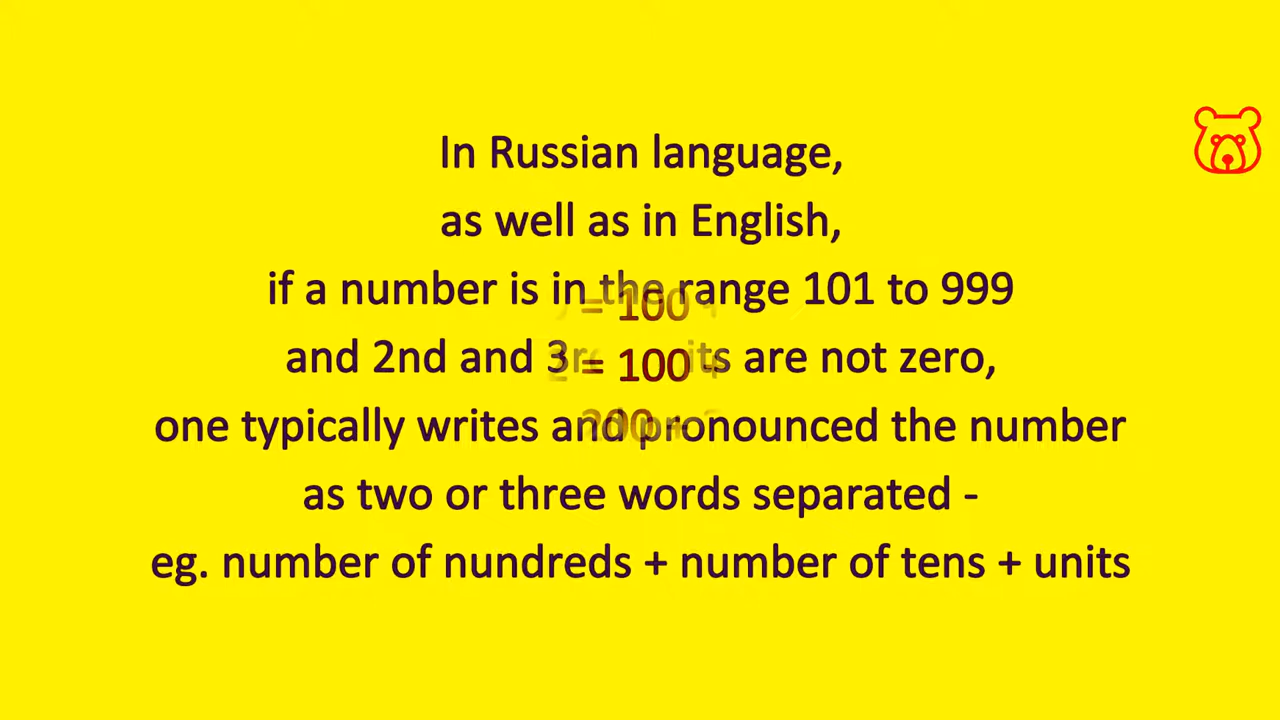 In Russian language,
as well as in English,
if a number is in the range 101 to 999
= 100
and 2nd and are not zero,
= 100
one typically writes and pronounced the number
as two or three words separated -
eg. number of nundreds + number of tens + units